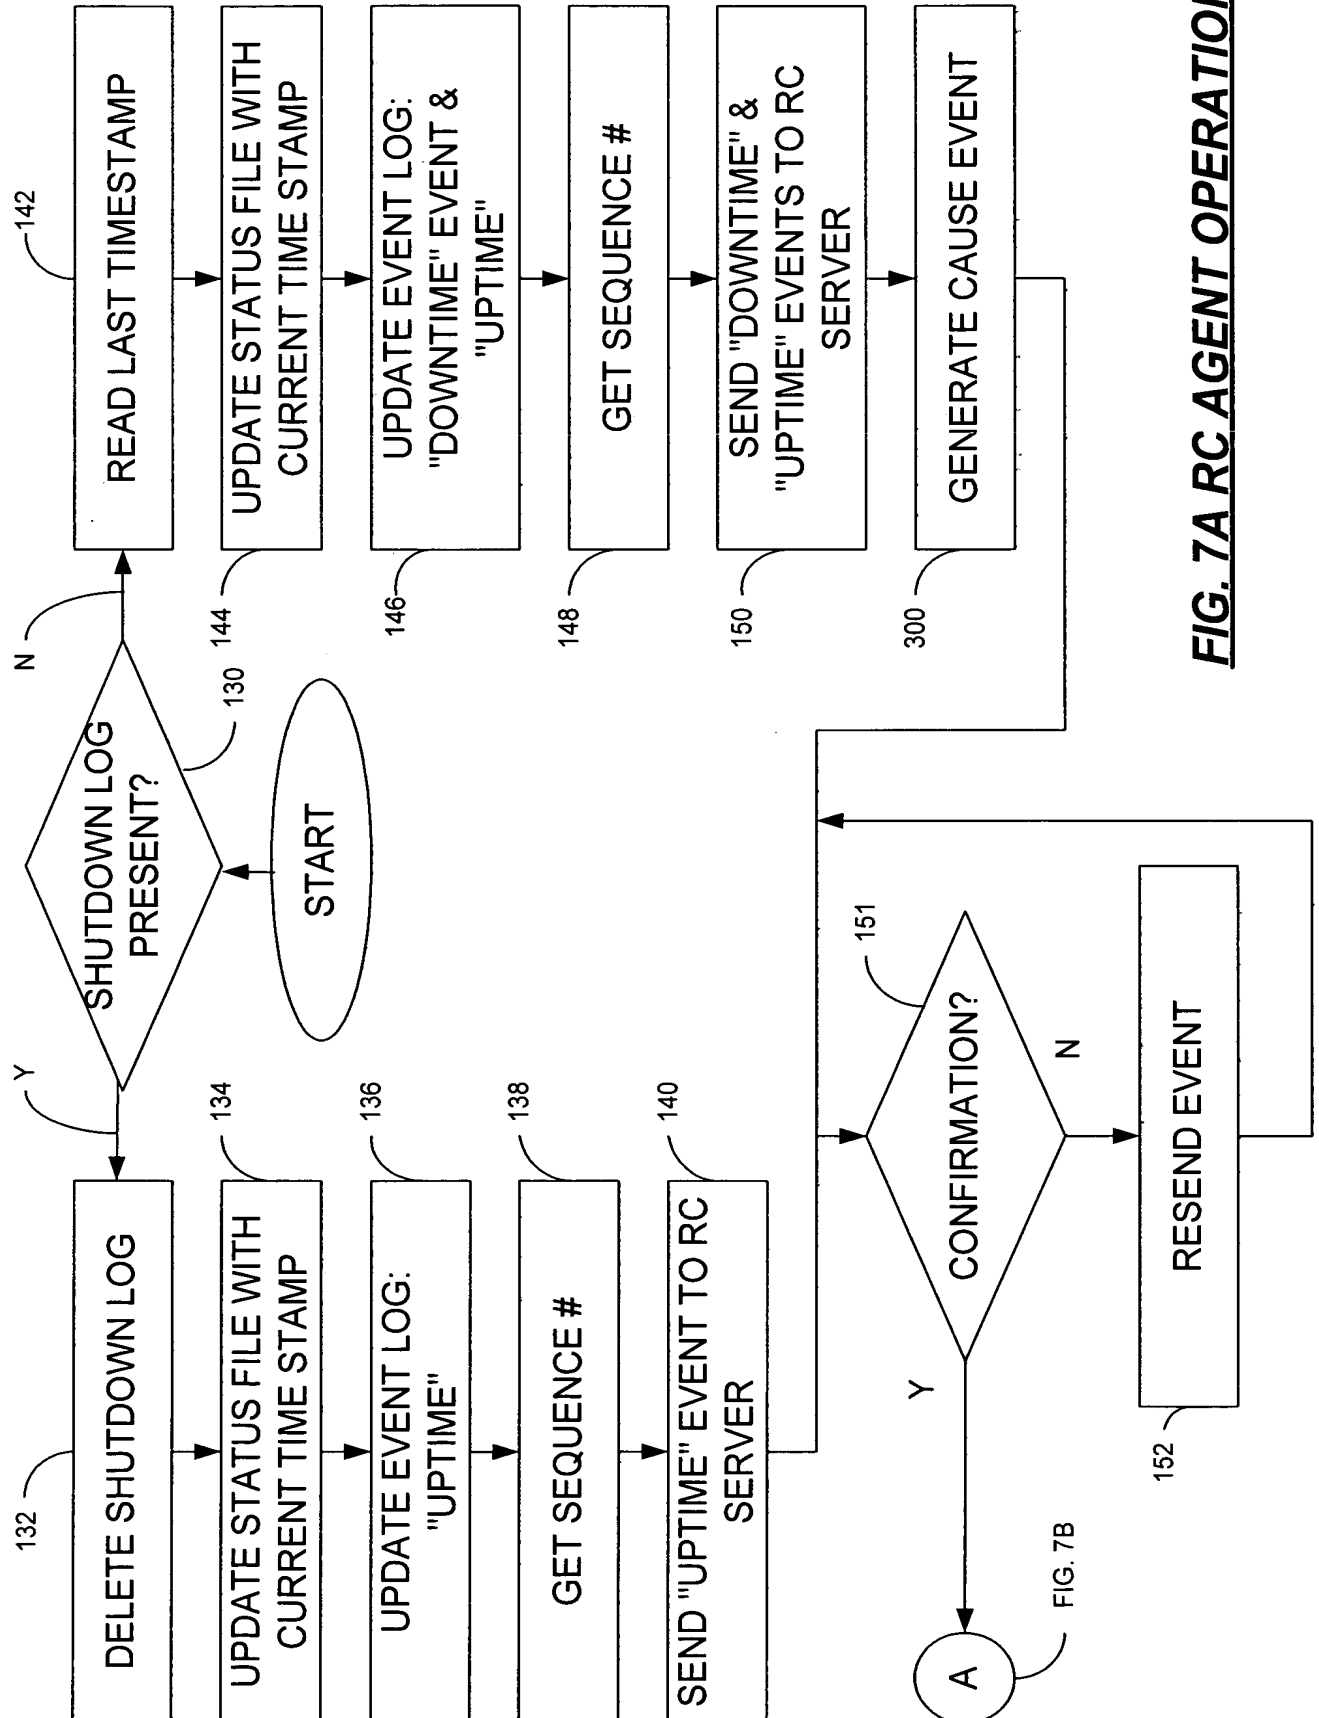 Y
N
132
DELETE SHUTDOWN LOG
SHUTDOWN LOG
PRESENT?
130
142
READ LAST TIMESTAMP
START
134
UPDATE STATUS FILE WITH
CURRENT TIME STAMP
144
UPDATE STATUS FILE WITH
CURRENT TIME STAMP
136
UPDATE EVENT LOG:
"UPTIME"
146
UPDATE EVENT LOG:
"DOWNTIME" EVENT &
"UPTIME"
138
GET SEQUENCE #
148
GET SEQUENCE #
140
SEND "UPTIME" EVENT TO RC
SERVER
150
SEND "DOWNTIME" &
"UPTIME" EVENTS TO RC
SERVER
300
GENERATE CAUSE EVENT
151
CONFIRMATION?
Y
N
A
FIG. 7B
152
RESEND EVENT
FIG. 7A RC AGENT OPERATION